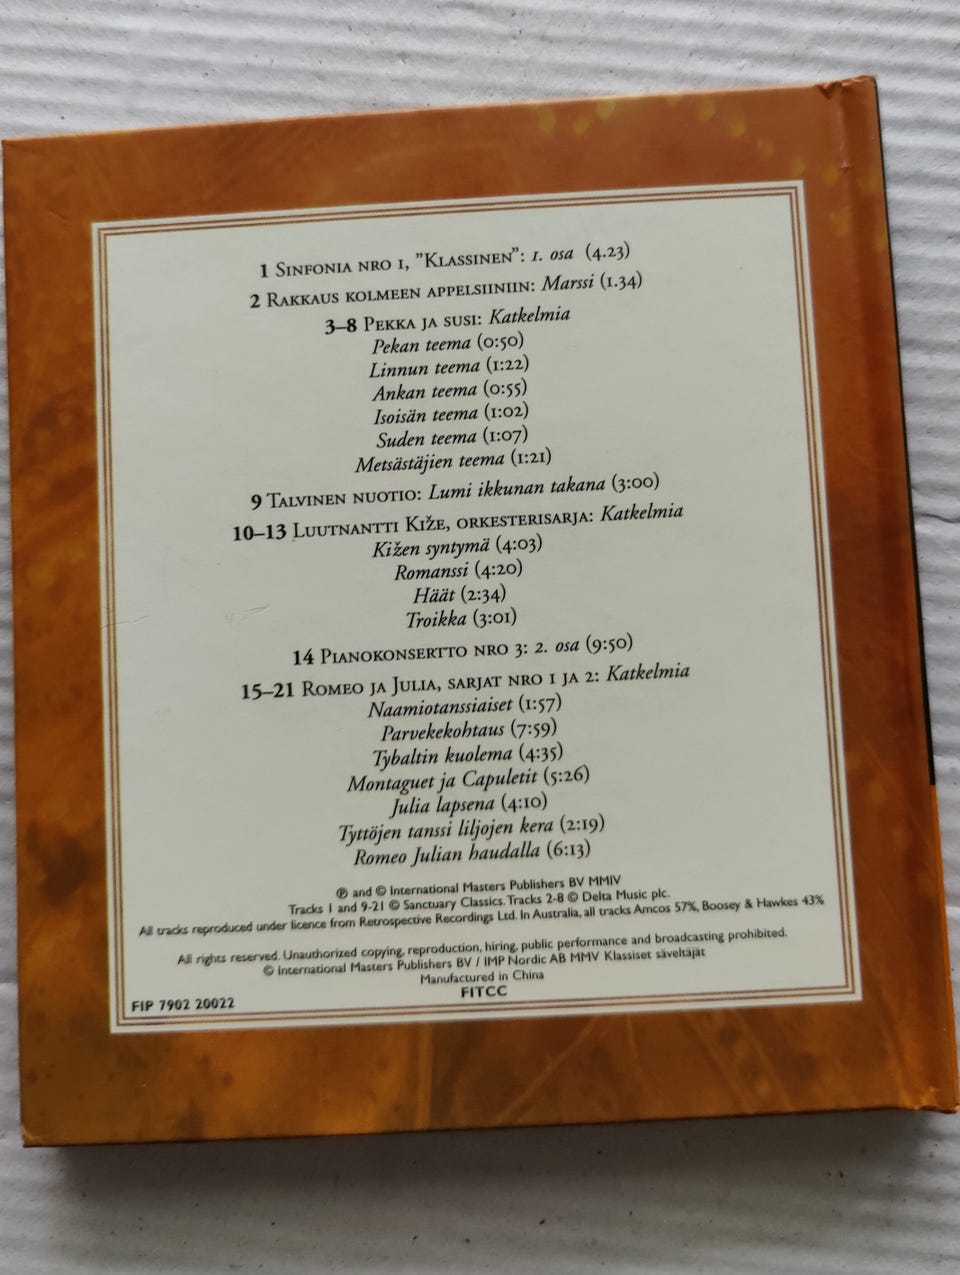 1 Sinfonia nro 1, ”Klassinen”: 1. osa (4.23)
2 Rakkaus kolmeen appelsiiniin: Marssi (1.34)
3–8 Pekka ja susi: Katkelmia
Pekan teema (0:50)
Linnun teema (1:22)
Ankan teema (0:55)
Isoisän teema (1:02)
Suden teema (1:07)
Metsästäjien teema (1:21)
9 Talvinen nuotio: Lumi ikkunan takana (3:00)
10–13 Luutnantti Kiže, orkesterisarja: Katkelmia
Kižen syntymä (4:03)
Romanssi (4:20)
Häät (2:34)
Troikka (3:01)
14 Pianokonsertto nro 3: 2. osa (9:50)
15–21 Romeo ja Julia, sarjat nro 1 ja 2: Katkelmia
Naamiotanssiaiset (1:57)
Parvekekohtaus (7:59)
Tybaltin kuolema (4:35)
Montaguet ja Capuletit (5:26)
Julia lapsena (4:10)
Tyttöjen tanssi liljojen kera (2:19)
Romeo Julian haudalla (6:13)
℗ and © International Masters Publishers BV MMIV
Tracks 1 and 9-21 © Sanctuary Classics. Tracks 2-8 © Delta Music plc.
All tracks reproduced under licence from Retrospective Recordings Ltd. In Australia, all tracks Amcos 57%, Boosey & Hawkes 43%
All rights reserved. Unauthorized copying, reproduction, hiring, public performance and broadcasting prohibited.
© International Masters Publishers BV / IMP Nordic AB MMV Klassiset säveltäjät
Manufactured in China
FITCC
FIP 7902 20022